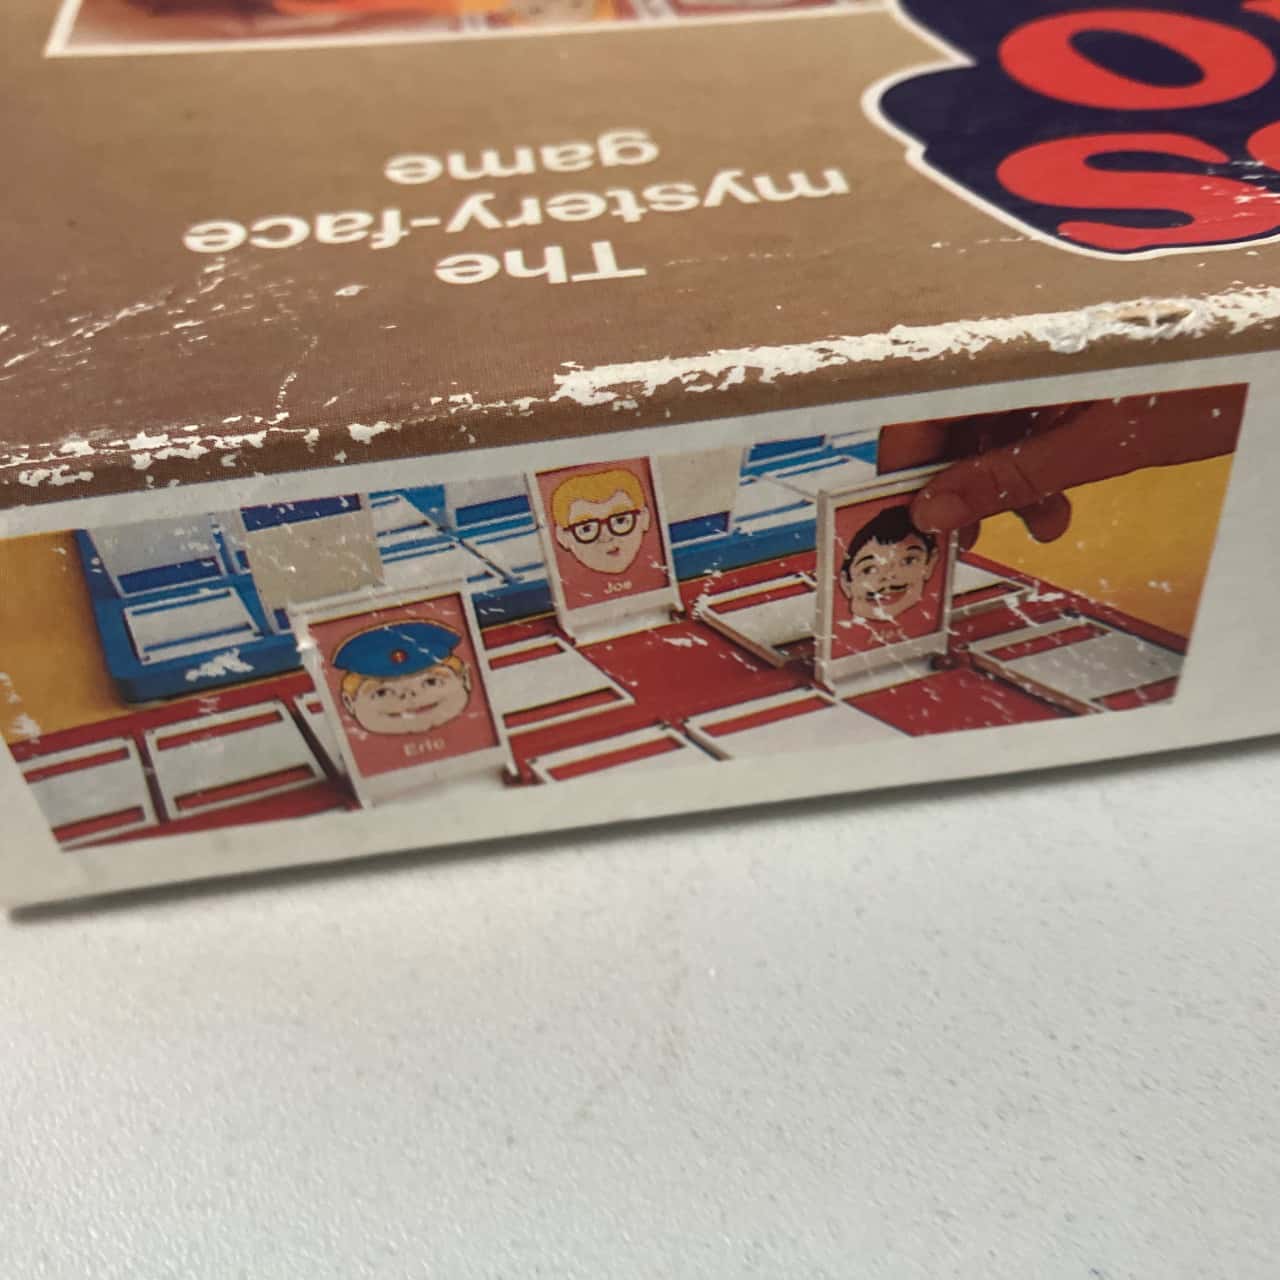 The
mystery-face
game
Joe
Eric